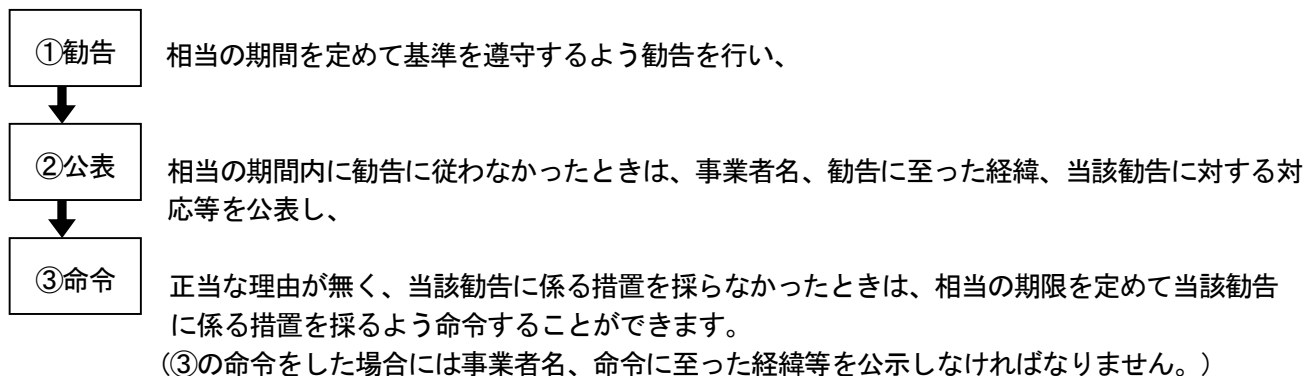 ①勧告
相当の期間を定めて基準を遵守するよう勧告を行い、
②公表
相当の期間内に勧告に従わなかったときは、事業者名、勧告に至った経緯、当該勧告に対する対
応等を公表し、
③命令
正当な理由が無く、当該勧告に係る措置を採らなかったときは、相当の期限を定めて当該勧告
に係る措置を採るよう命令することができます。
(③の命令をした場合には事業者名、命令に至った経緯等を公示しなければなりません。)